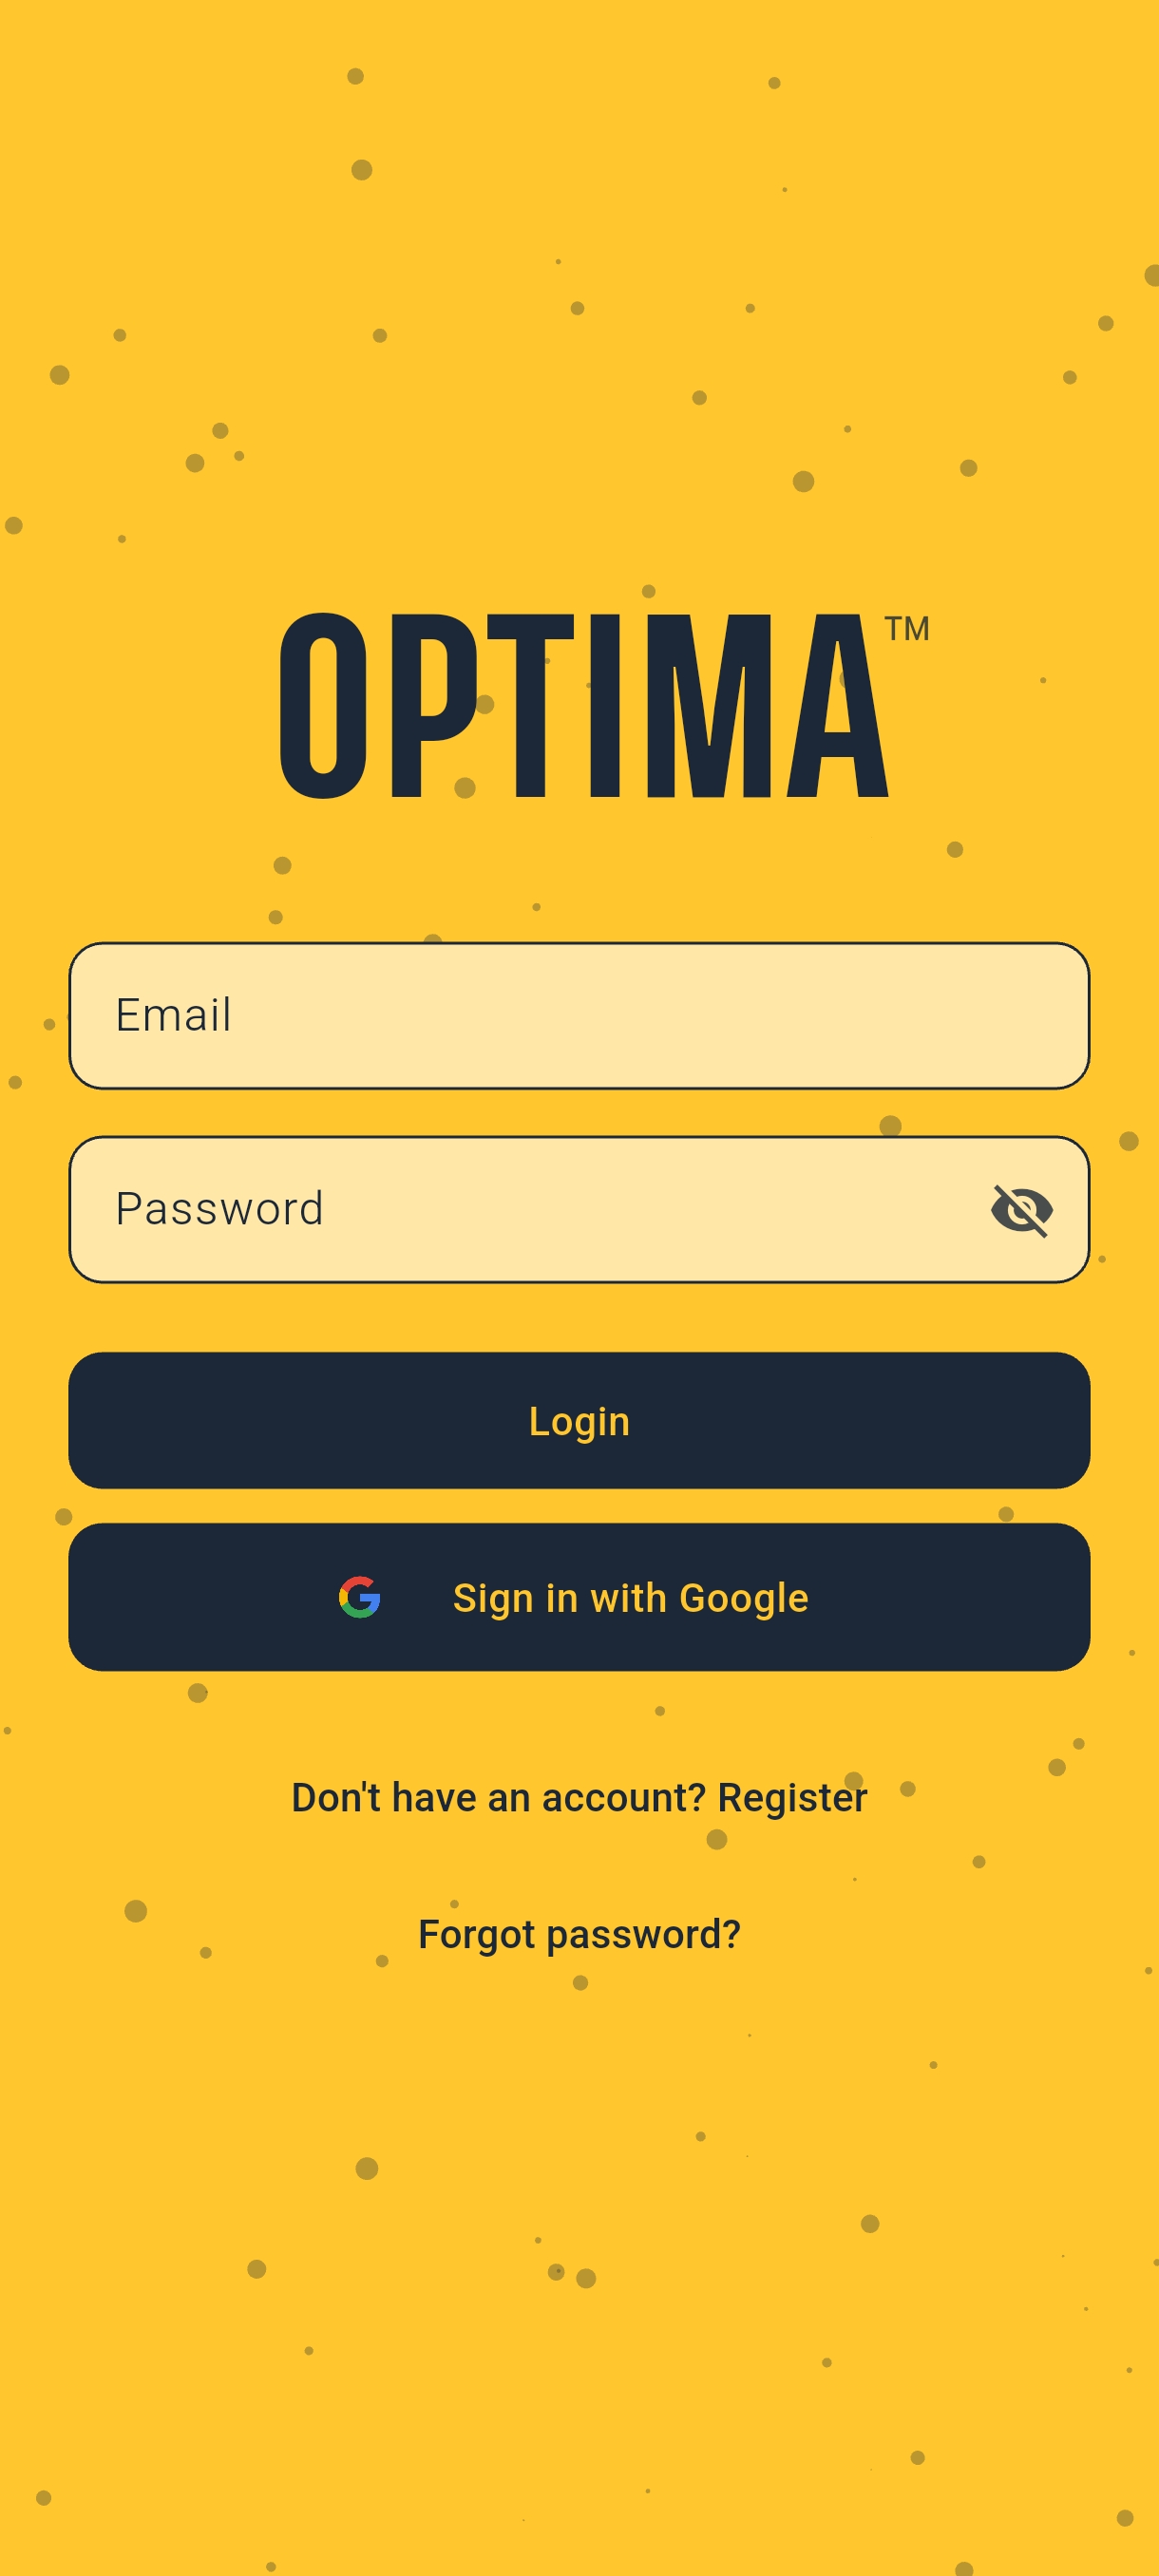 OPTIMA™
Email
Password
Login
Sign in with Google
Don't have an account? Register
Forgot password?